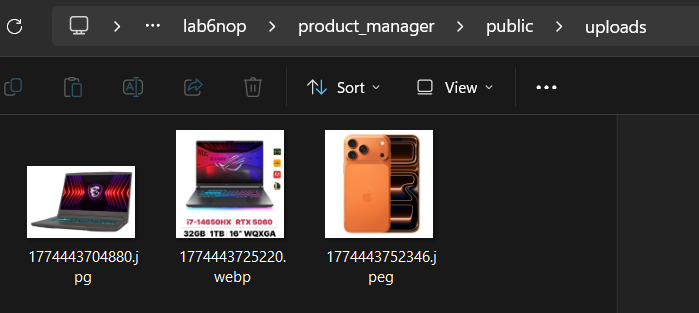 lab6nop
product_manager
public
uploads
Sort
View
i7-14650HX RTX 5060
32GB 1TB 16" WQXGA
1774443704880.j
pg
1774443725220.
webp
1774443752346.j
peg